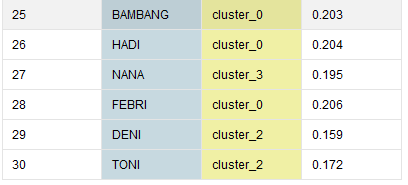 25 BAMBANG cluster_0 0.203
26 HADI cluster_0 0.204
27 NANA cluster_3 0.195
28 FEBRI cluster_0 0.206
29 DENI cluster_2 0.159
30 TONI cluster_2 0.172